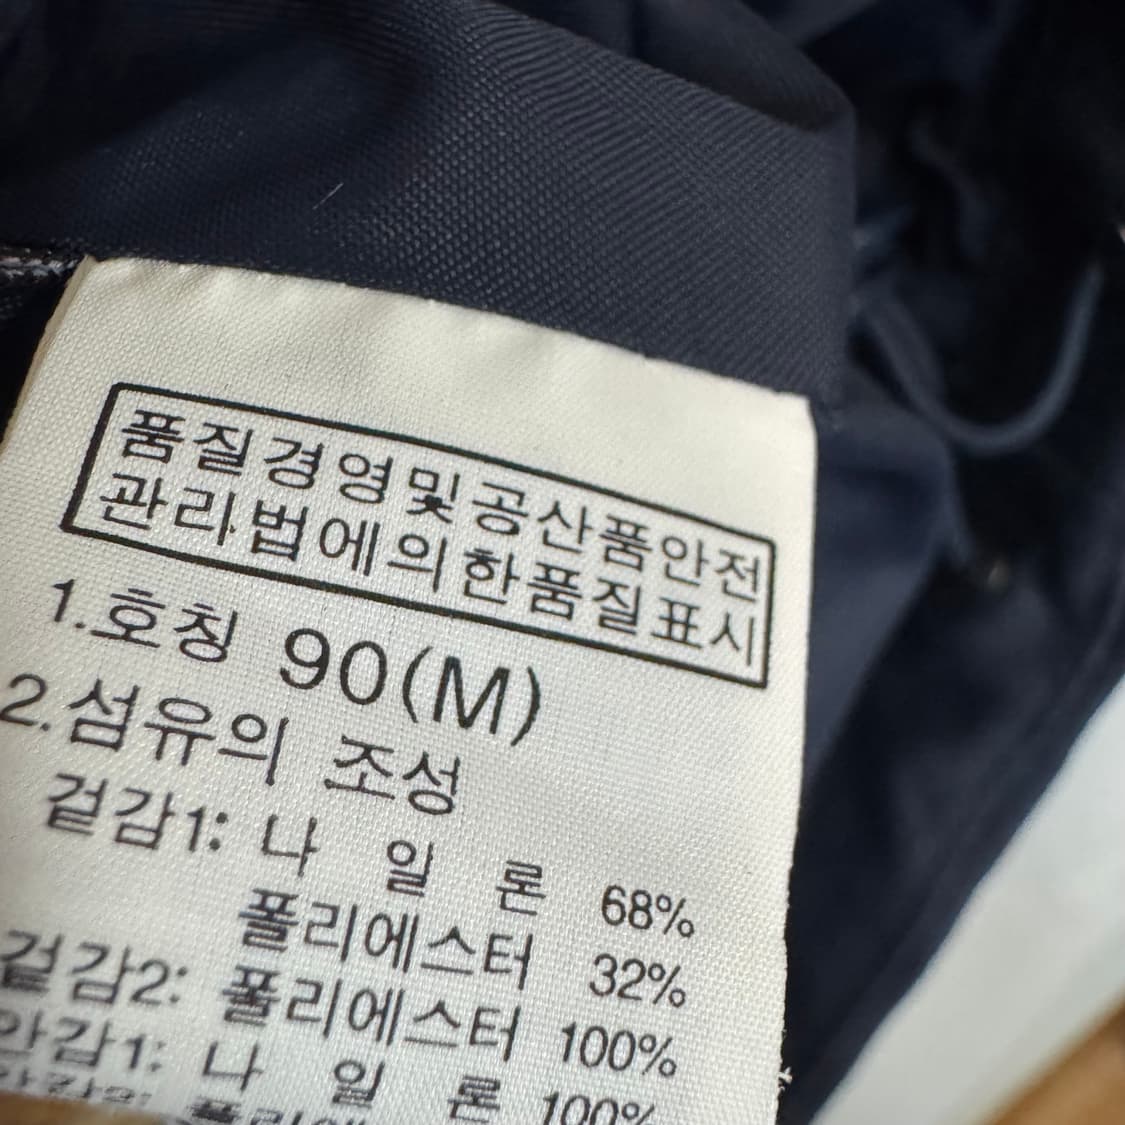 품질경영및공산품안전
관리법에의한품질표시
1.호칭 90(M)
2.섬유의 조성
겉감1: 나 일 론 68%
폴리에스터 32%
겉감2: 폴리에스터 100%
안감1: 나 일 론 100%